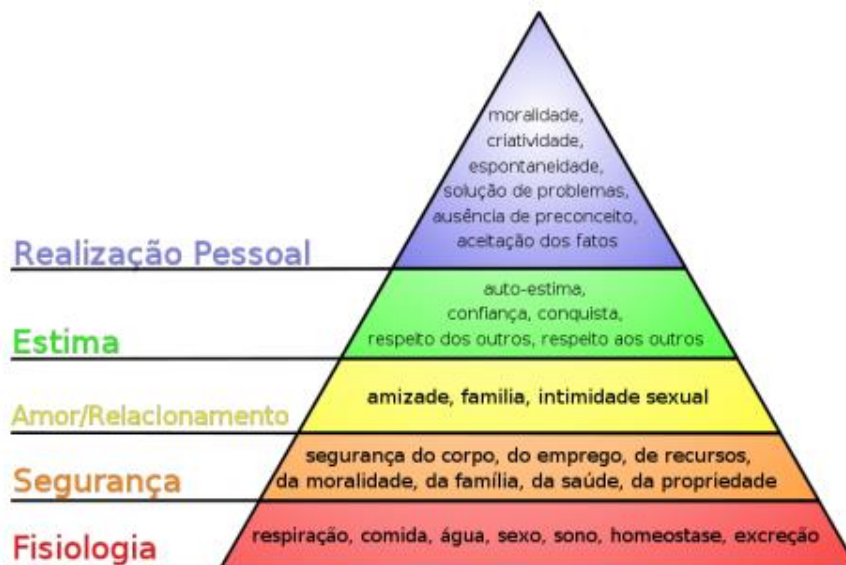 moralidade,
criatividade,
espontaneidade,
solução de problemas,
ausência de preconceito,
aceitação dos fatos
Realização Pessoal
auto-estima,
confiança, conquista,
respeito dos outros, respeito aos outros
Estima
amizade, família, intimidade sexual
Amor/Relacionamento
segurança do corpo, do emprego, de recursos,
da moralidade, da família, da saúde, da propriedade
Segurança
respiração, comida, água, sexo, sono, homeostase, excreção
Fisiologia